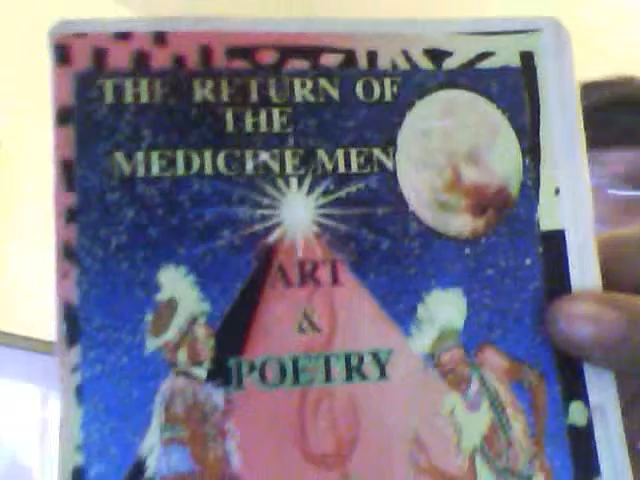 THE RETURN OF
THE
MEDICINE MEN
ART
&
POETRY